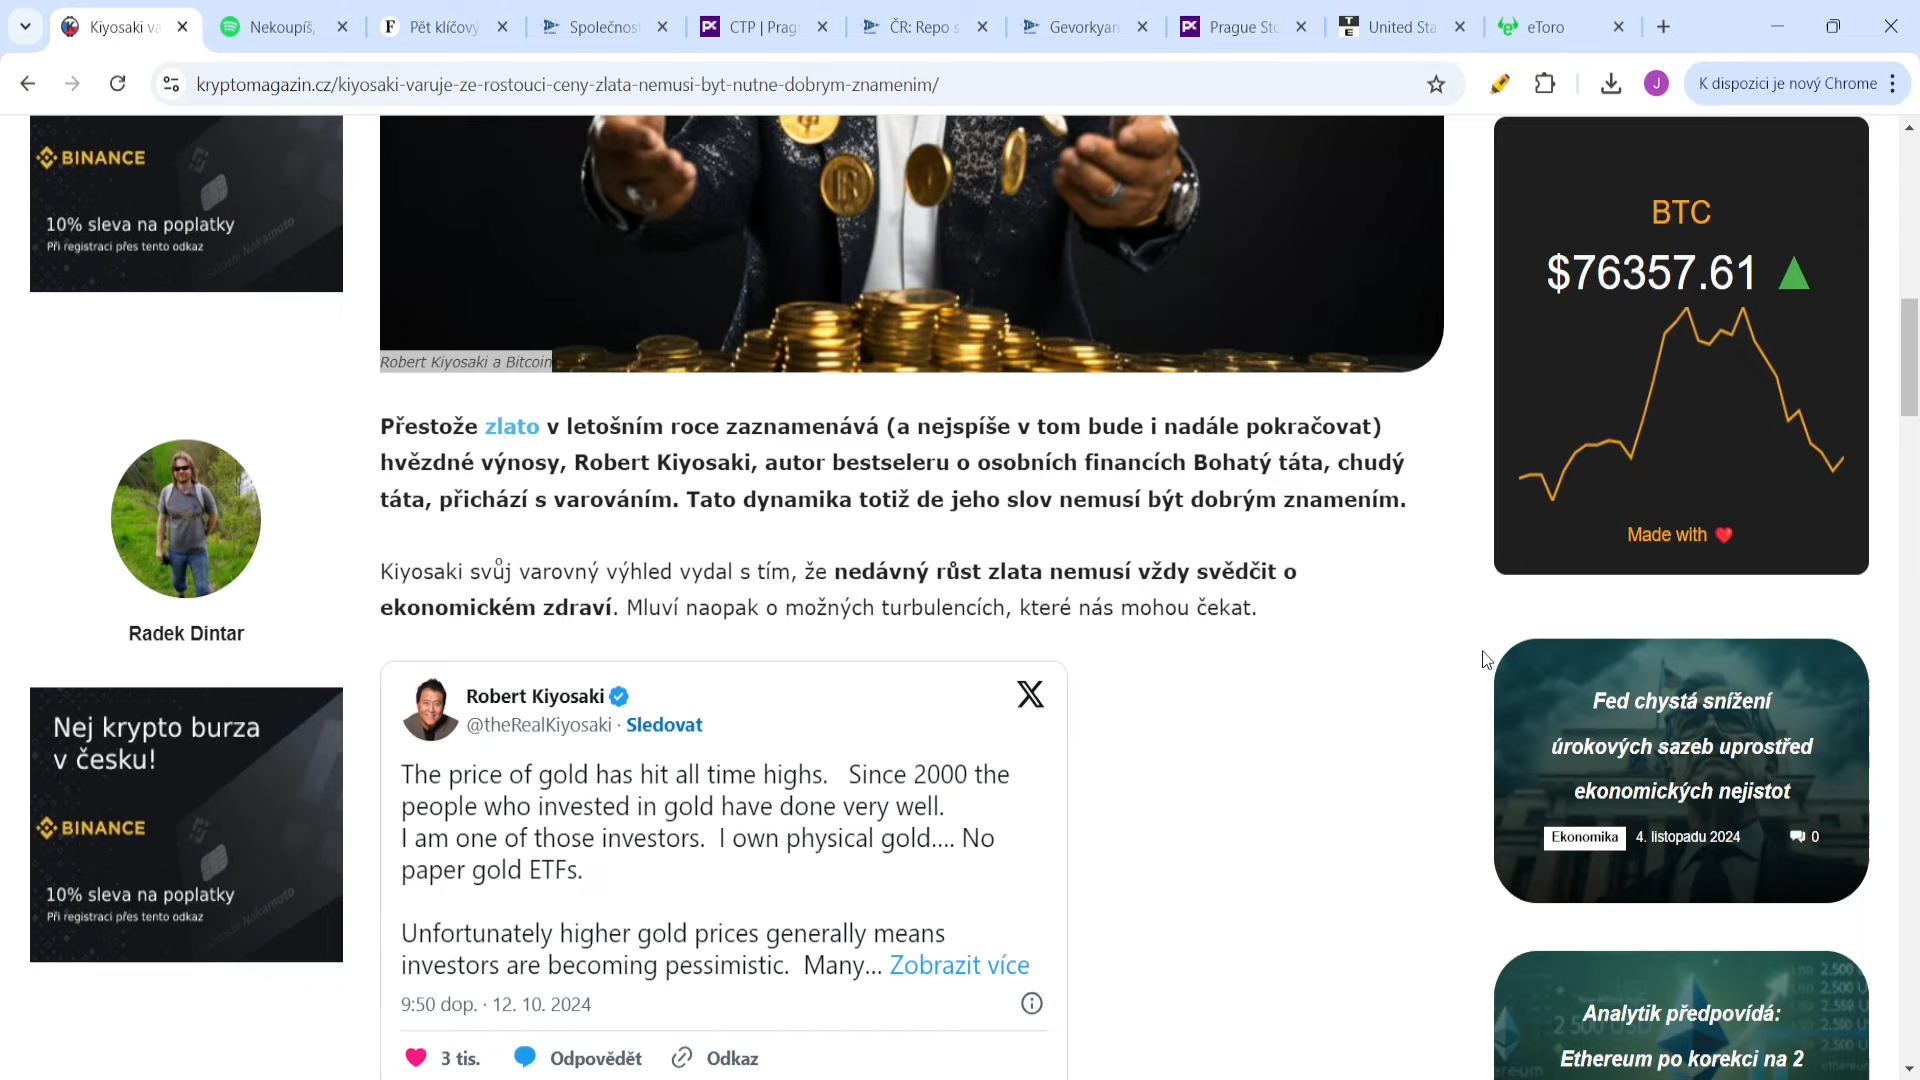 Kiyosaki va
Nekoupíš,
Pět klíčový
Společnost
CTP | Prag
ČR: Repo s
Gevorkyan
Prague Sto
United Sta
eToro
kryptomagazin.cz/kiyosaki-varuje-ze-rostouci-ceny-zlata-nemusi-byt-nutne-dobrym-znamenim/
J
K dispozici je nový Chrome
BINANCE
10% sleva na poplatky
Při registraci přes tento odkaz
Satoshi Nakamoto
Radek Dintar
Nej krypto burza
v česku!
BINANCE
10% sleva na poplatky
Při registraci přes tento odkaz
Satoshi Nakamoto
Robert Kiyosaki a Bitcoin
Přestože zlato v letošním roce zaznamenává (a nejspíše v tom bude i nadále pokračovat)
hvězdné výnosy, Robert Kiyosaki, autor bestseleru o osobních financích Bohatý táta, chudý
táta, přichází s varováním. Tato dynamika totiž de jeho slov nemusí být dobrým znamením.
Kiyosaki svůj varovný výhled vydal s tím, že nedávný růst zlata nemusí vždy svědčit o
ekonomickém zdraví. Mluví naopak o možných turbulencích, které nás mohou čekat.
Robert Kiyosaki
@theRealKiyosaki · Sledovat
The price of gold has hit all time highs. Since 2000 the
people who invested in gold have done very well.
I am one of those investors. I own physical gold.... No
paper gold ETFs.
Unfortunately higher gold prices generally means
investors are becoming pessimistic. Many... Zobrazit více
9:50 dop. · 12. 10. 2024
3 tis.
Odpovědět
Odkaz
BTC
$76357.61
Made with
Fed chystá snížení
úrokových sazeb uprostřed
ekonomických nejistot
Ekonomika
4. listopadu 2024
0
Analytik předpovídá:
Ethereum po korekci na 2